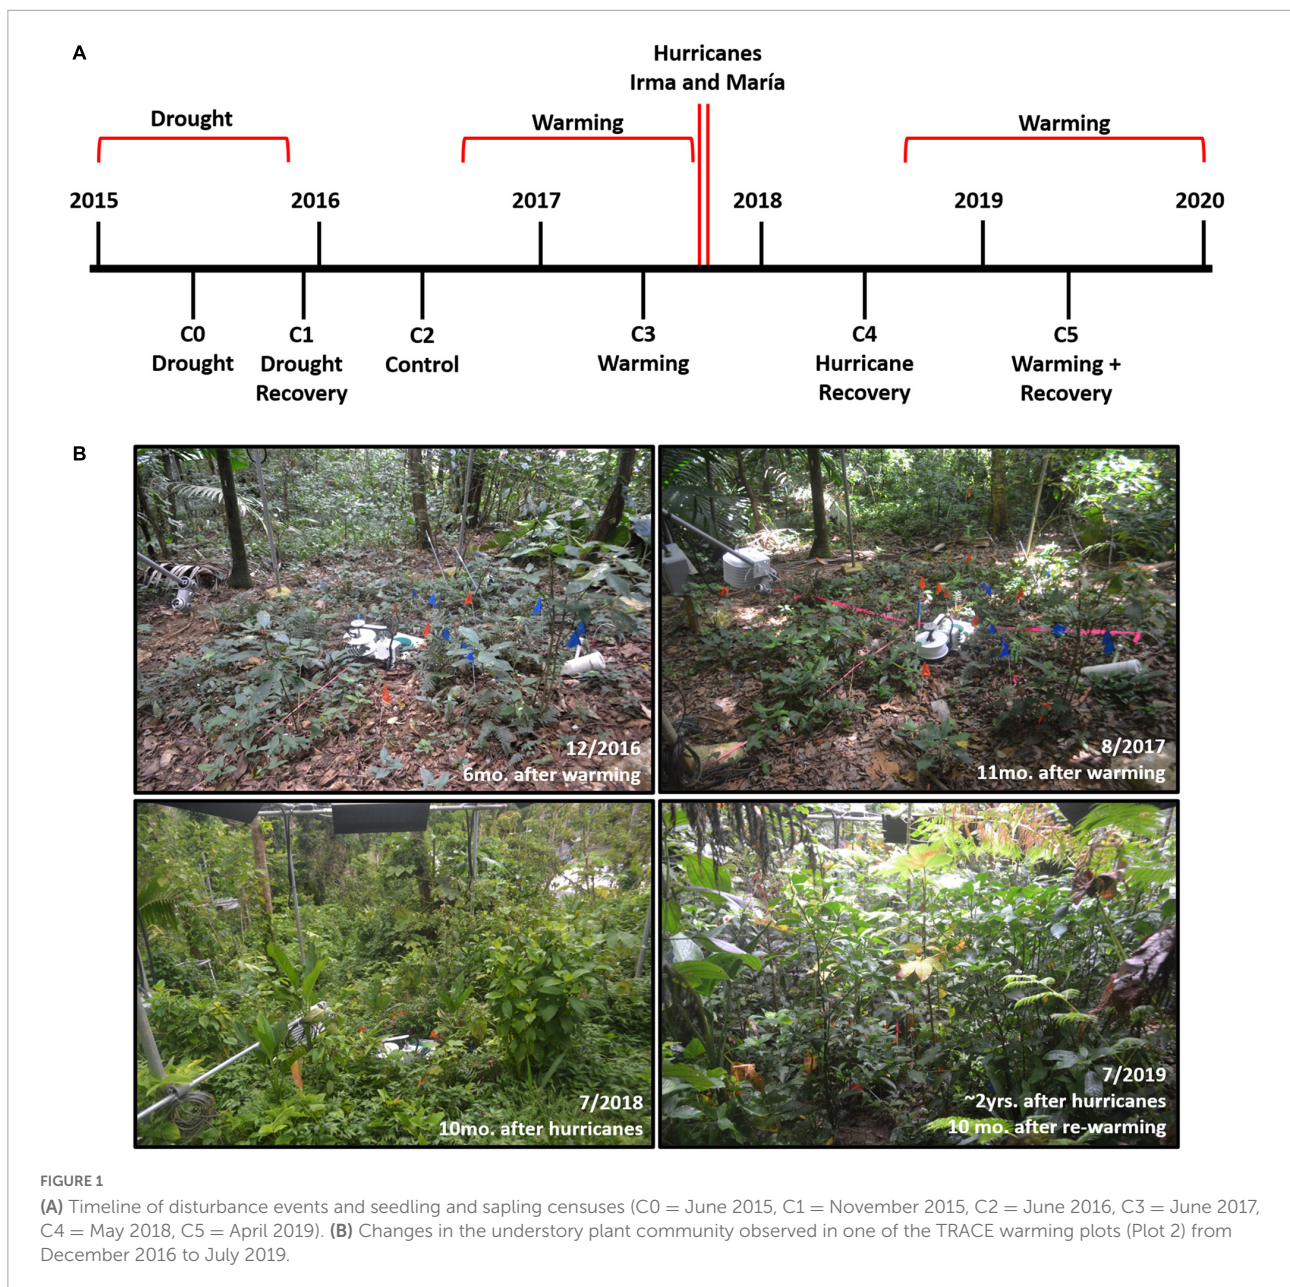 A
Hurricanes
Irma and María
Drought
Warming
Warming
2015
2016
2017
2018
2019
2020
C0
Drought
C1
Drought
Recovery
C2
Control
C3
Warming
C4
Hurricane
Recovery
C5
Warming +
Recovery
B
12/2016
6mo. after warming
8/2017
11mo. after warming
7/2018
10mo. after hurricanes
7/2019
~2yrs. after hurricanes
10 mo. after re-warming
FIGURE 1
(A) Timeline of disturbance events and seedling and sapling censuses (C0 = June 2015, C1 = November 2015, C2 = June 2016, C3 = June 2017,
C4 = May 2018, C5 = April 2019). (B) Changes in the understory plant community observed in one of the TRACE warming plots (Plot 2) from
December 2016 to July 2019.